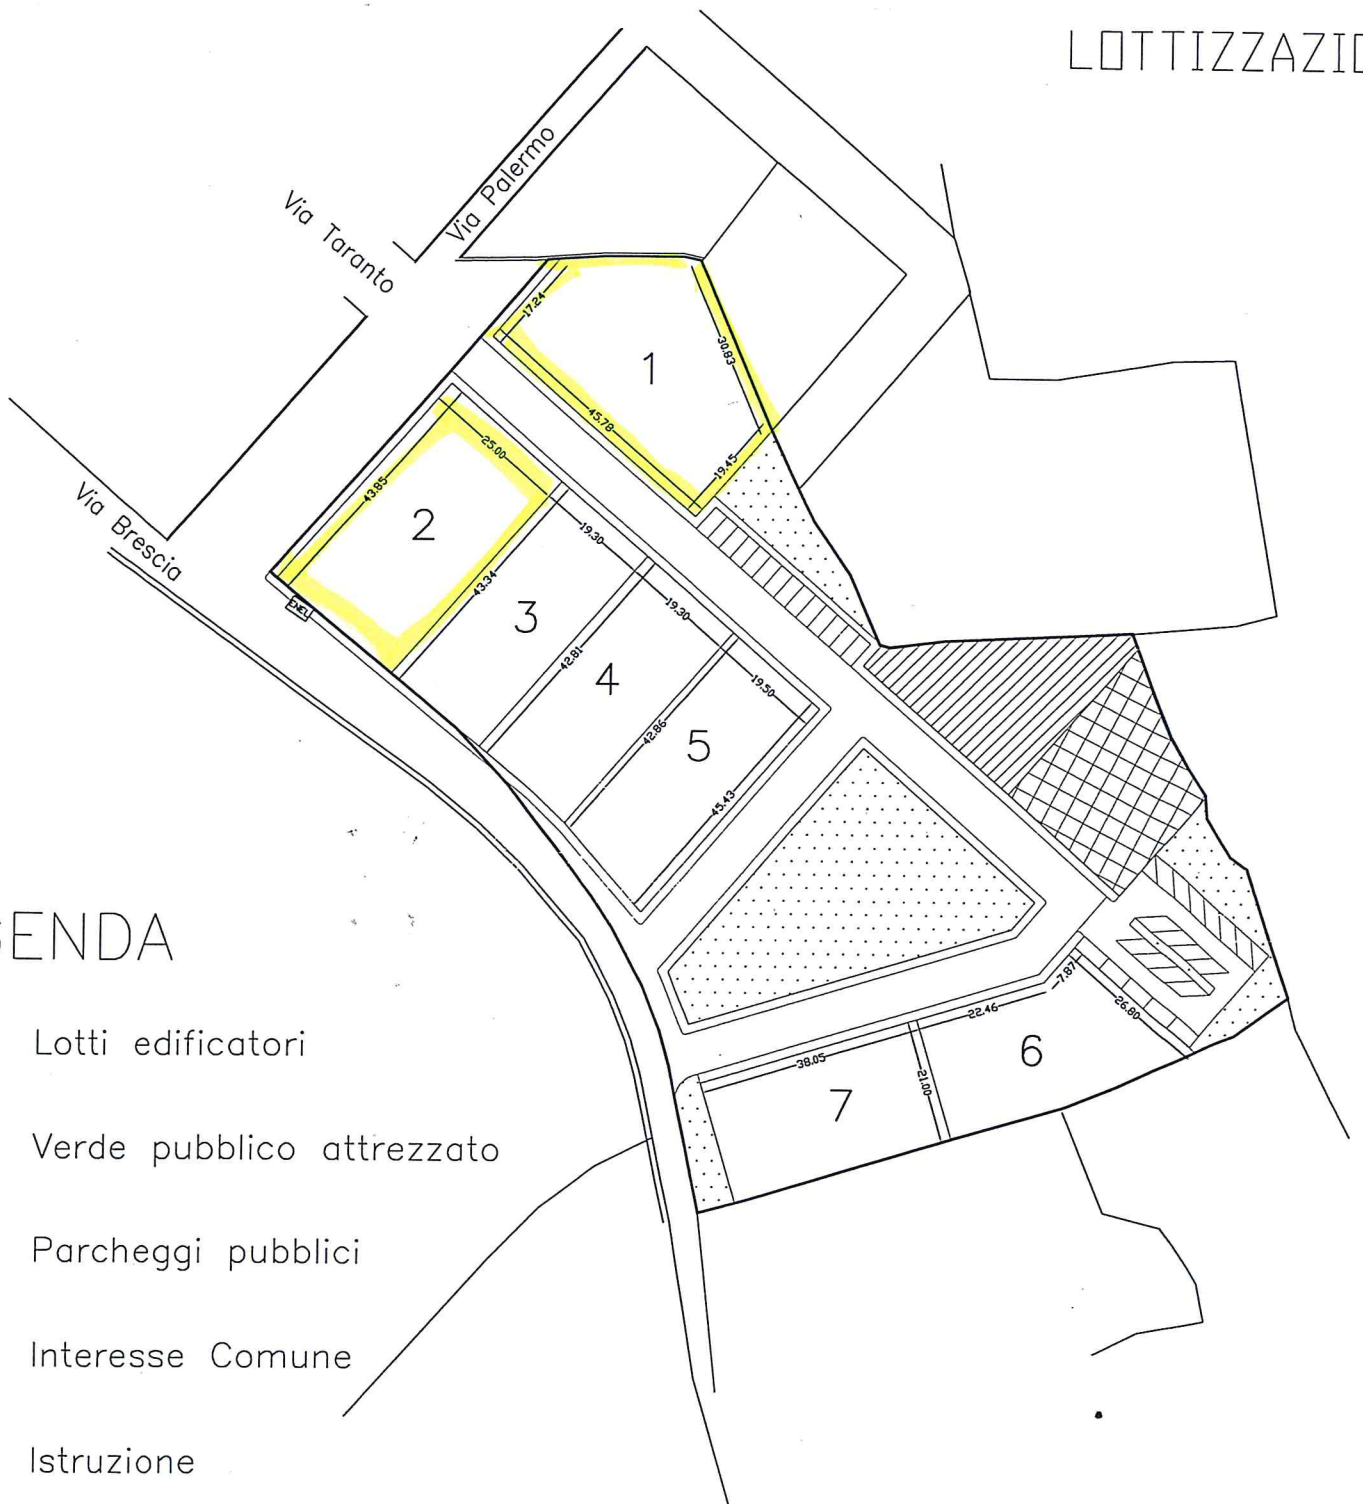 LOTTIZZAZIO
Via Palermo
Via Taranto
Via Brescia
17.24
30.83
1
45.78
19.45
25.00
43.85
2
19.30
43.34
ENEL
3
19.30
42.81
4
19.50
42.86
5
45.43
GENDA
7.87
26.80
22.46
6
38.05
21.00
7
Lotti edificatori
Verde pubblico attrezzato
Parcheggi pubblici
Interesse Comune
Istruzione